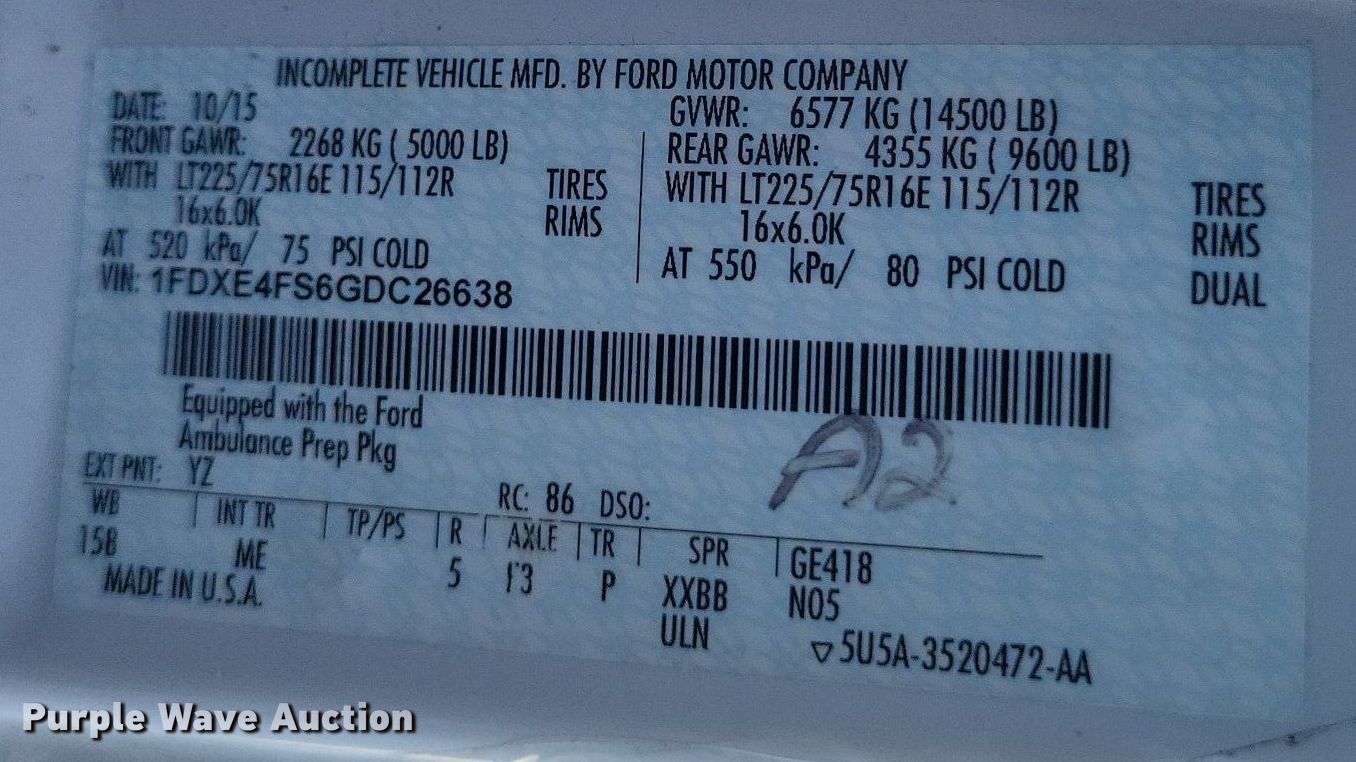 INCOMPLETE VEHICLE MFD. BY FORD MOTOR COMPANY
DATE: 10/15 GVWR: 6577 KG (14500 LB)
FRONT GAWR: 2268 KG ( 5000 LB) REAR GAWR: 4355 KG ( 9600 LB)
WITH LT225/75R16E 115/112R TIRES WITH LT225/75R16E 115/112R TIRES
16x6.0K RIMS 16x6.0K RIMS
AT 520 kPa/ 75 PSI COLD AT 550 kPa/ 80 PSI COLD DUAL
VIN: 1FDXE4FS6GDC26638
Equipped with the Ford
Ambulance Prep Pkg
A2
EXT PNT: YZ RC: 86 DSO:
WB INT TR TP/PS R AXLE TR SPR GE418
158 ME 5 F3 P XXBB N05
MADE IN U.S.A. ULN
▽5U5A-3520472-AA
Purple Wave Auction